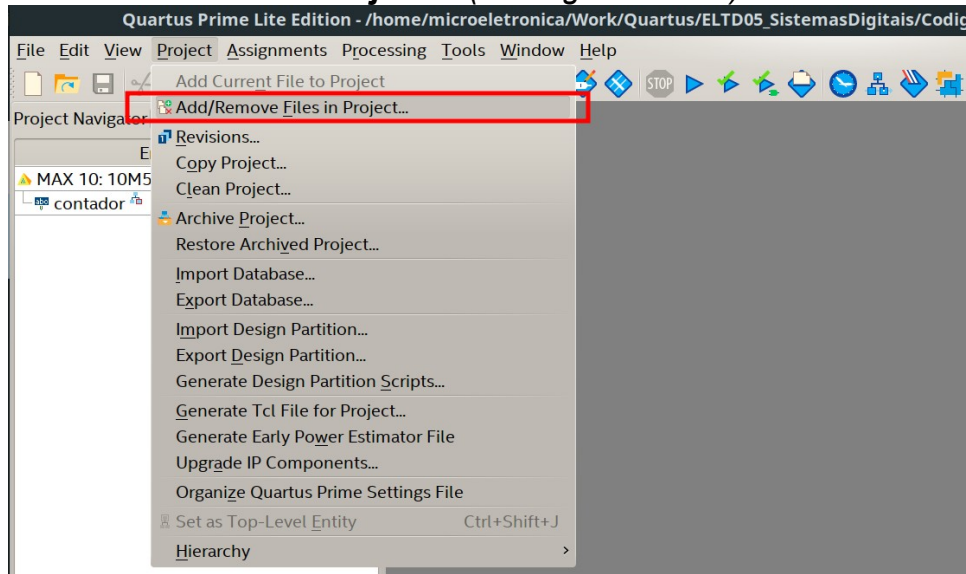 Quartus Prime Lite Edition - /home/microeletronica/Work/Quartus/ELTD05_SistemasDigitais/Codig
File Edit View Project Assignments Processing Tools Window Help
Add Current File to Project
STOP
Add/Remove Files in Project...
Project Navigator
Revisions...
Copy Project...
MAX 10: 10M5
Clean Project...
contador
Archive Project...
Restore Archived Project...
Import Database...
Export Database...
Import Design Partition...
Export Design Partition...
Generate Design Partition Scripts...
Generate Tcl File for Project...
Generate Early Power Estimator File
Upgrade IP Components...
Organize Quartus Prime Settings File
Set as Top-Level Entity Ctrl+Shift+J
Hierarchy >